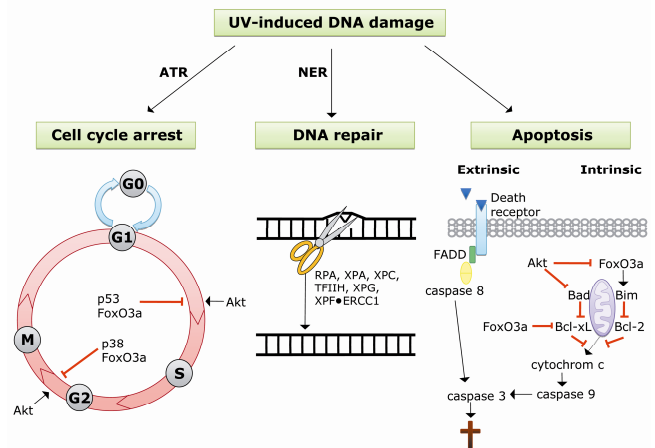 UV-induced DNA damage
ATR
NER
Cell cycle arrest
DNA repair
Apoptosis
G0
G1
p53
FoxO3a
Akt
M
p38
FoxO3a
S
G2
Akt
RPA, XPA, XPC,
TFIIH, XPG,
XPF●ERCC1
Extrinsic
Intrinsic
Death
receptor
FADD
caspase 8
Akt
FoxO3a
Bad
Bim
FoxO3a
Bcl-xL
Bcl-2
cytochrom c
caspase 3
caspase 9